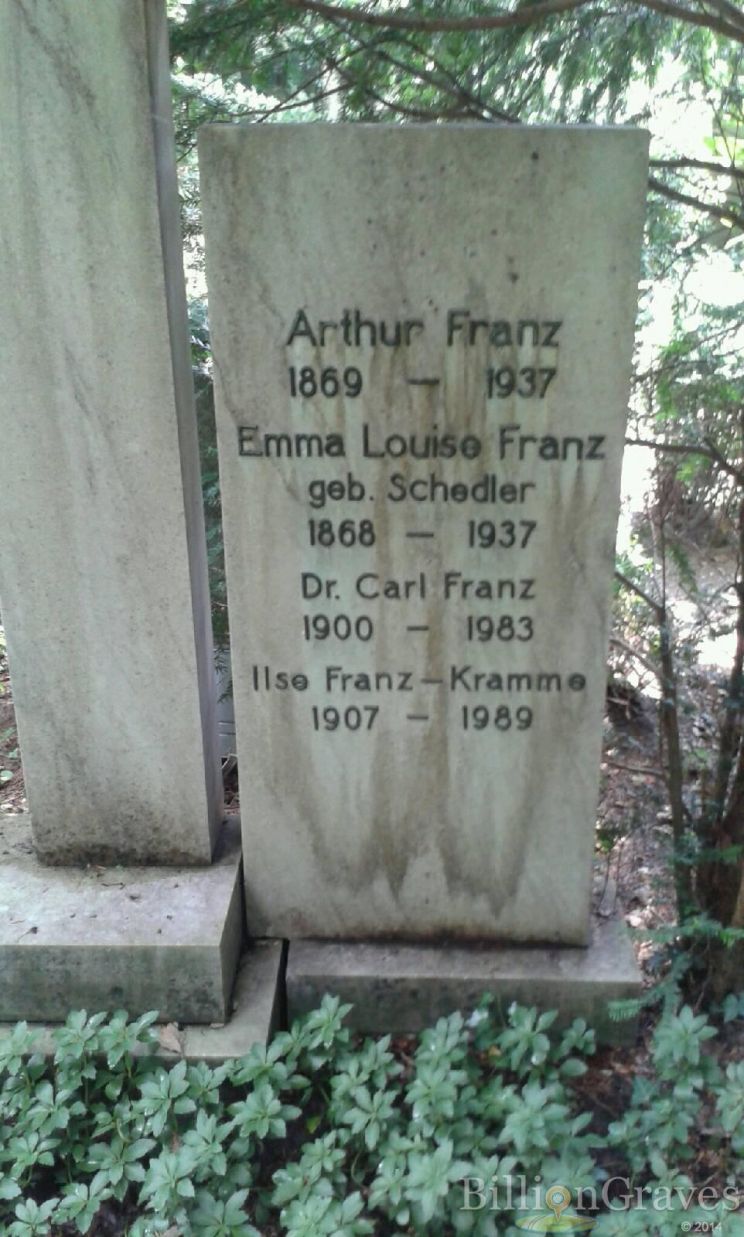 Arthur Franz
1869 – 1937
Emma Louise Franz
geb. Schedler
1868 – 1937
Dr. Carl Franz
1900 – 1983
Ilse Franz – Kramme
1907 – 1989
BillionGraves
© 2014